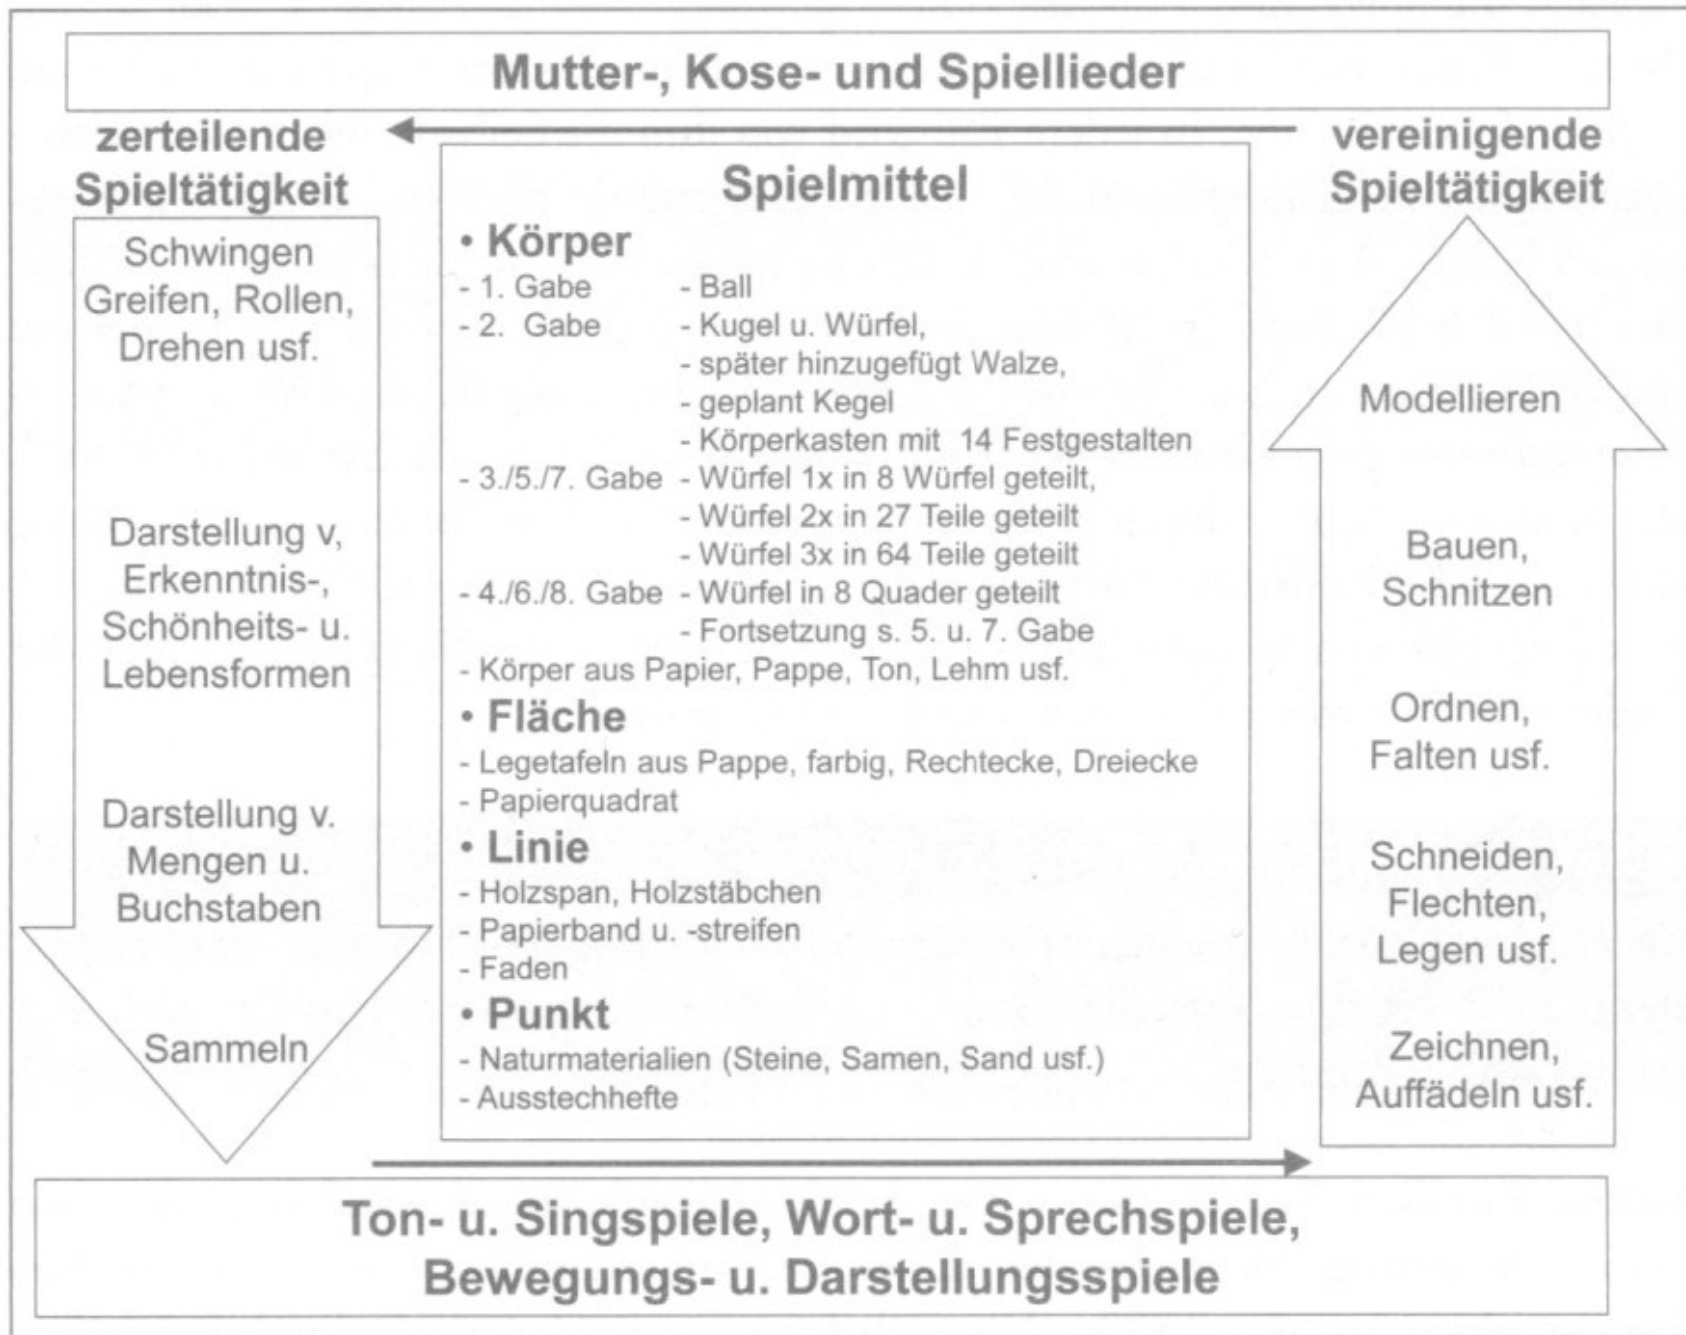 Mutter-, Kose- und Spiellieder
zerteilende
Spieltätigkeit
Schwingen
Greifen, Rollen,
Drehen usf.
Darstellung v,
Erkenntnis-,
Schönheits- u.
Lebensformen
Darstellung v.
Mengen u.
Buchstaben
Sammeln
Spielmittel
• Körper
- 1. Gabe - Ball
- 2. Gabe - Kugel u. Würfel,
- später hinzugefügt Walze,
- geplant Kegel
- Körperkasten mit 14 Festgestalten
- 3./5./7. Gabe - Würfel 1x in 8 Würfel geteilt,
- Würfel 2x in 27 Teile geteilt
- Würfel 3x in 64 Teile geteilt
- 4./6./8. Gabe - Würfel in 8 Quader geteilt
- Fortsetzung s. 5. u. 7. Gabe
- Körper aus Papier, Pappe, Ton, Lehm usf.
• Fläche
- Legetafeln aus Pappe, farbig, Rechtecke, Dreiecke
- Papierquadrat
• Linie
- Holzspan, Holzstäbchen
- Papierband u. -streifen
- Faden
• Punkt
- Naturmaterialien (Steine, Samen, Sand usf.)
- Ausstechhefte
vereinigende
Spieltätigkeit
Modellieren
Bauen,
Schnitzen
Ordnen,
Falten usf.
Schneiden,
Flechten,
Legen usf.
Zeichnen,
Auffädeln usf.
Ton- u. Singspiele, Wort- u. Sprechspiele,
Bewegungs- u. Darstellungsspiele